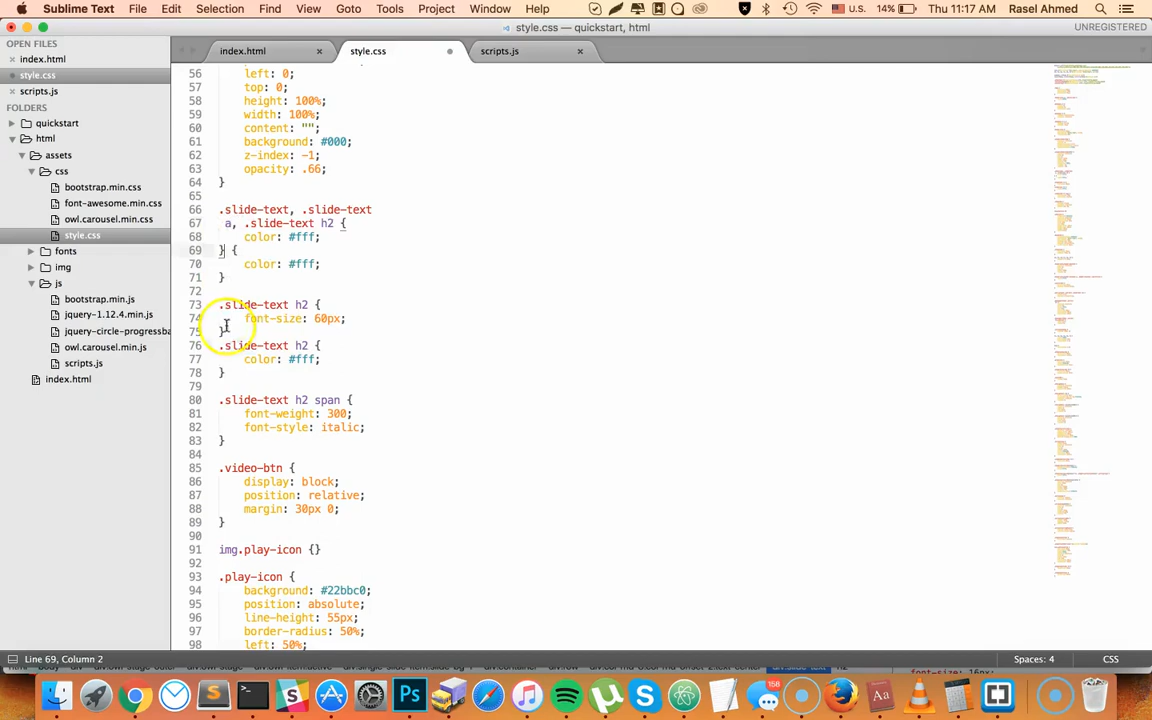 Sublime Text File Edit Selection Find View Goto Tools Project Window Help U.S. 14% Thu 11:17 AM Rasel Ahmed
style.css — quickstart, html UNREGISTERED
OPEN FILES
index.html
style.css
scripts.js
FOLDERS
quickstart
html
assets
css
bootstrap.min.css
font-awesome.min.css
owl.carousel.min.css
style.css
fonts
img
js
bootstrap.min.js
jquery-1.12.4.min.js
jquery-circle-progressba
owl.carousel.min.js
scripts.js
index.html
index.html style.css scripts.js
56 left: 0;
57 top: 0;
58 height: 100%;
59 width: 100%;
60 content: "";
61 background: #000;
62 z-index: -1;
63 opacity: .66;
64 }
65
66 .slide-text, .slide-text
67 a, .slide-text h2 {
68 color: #fff;
69 } {
70 color: #fff;
71 }
72
73 .slide-text h2 {
74 font-size: 60px;
75 }
76 .slide-text h2 {
77 color: #fff;
78 }
79
80 .slide-text h2 span {
81 font-weight: 300;
82 font-style: italic;
83 }
84
85 .video-btn {
86 display: block;
87 position: relative;
88 margin: 30px 0;
89 }
90
91 img.play-icon {}
92
93 .play-icon {
94 background: #22bbc0;
95 position: absolute;
96 line-height: 55px;
97 border-radius: 50%;
98 left: 50%;
Line 69, Column 2 Spaces: 4 CSS
158